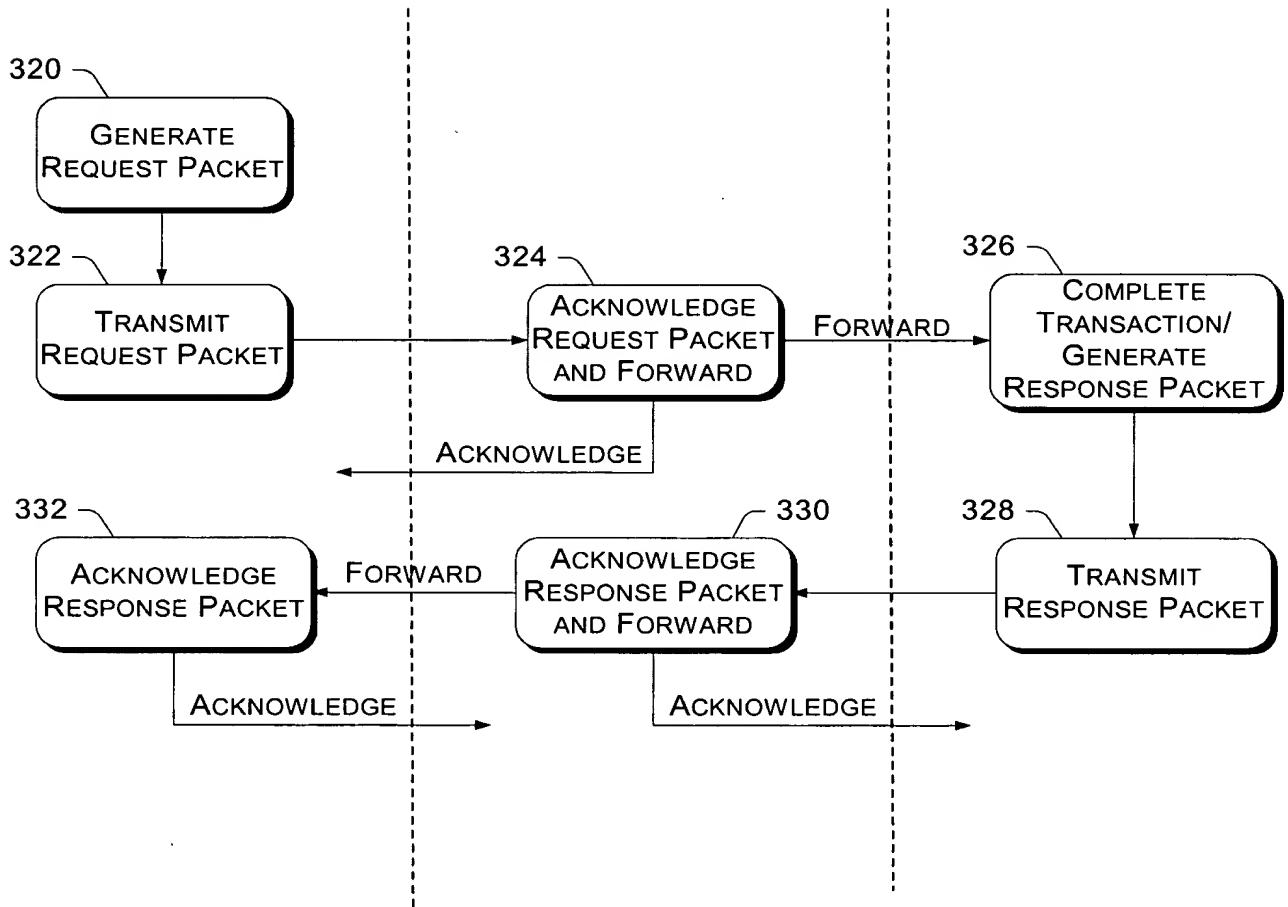 320
GENERATE
REQUEST PACKET
322
TRANSMIT
REQUEST PACKET
324
ACKNOWLEDGE
REQUEST PACKET
AND FORWARD
FORWARD
326
COMPLETE
TRANSACTION/
GENERATE
RESPONSE PACKET
ACKNOWLEDGE
332
ACKNOWLEDGE
RESPONSE PACKET
FORWARD
330
ACKNOWLEDGE
RESPONSE PACKET
AND FORWARD
328
TRANSMIT
RESPONSE PACKET
ACKNOWLEDGE
ACKNOWLEDGE